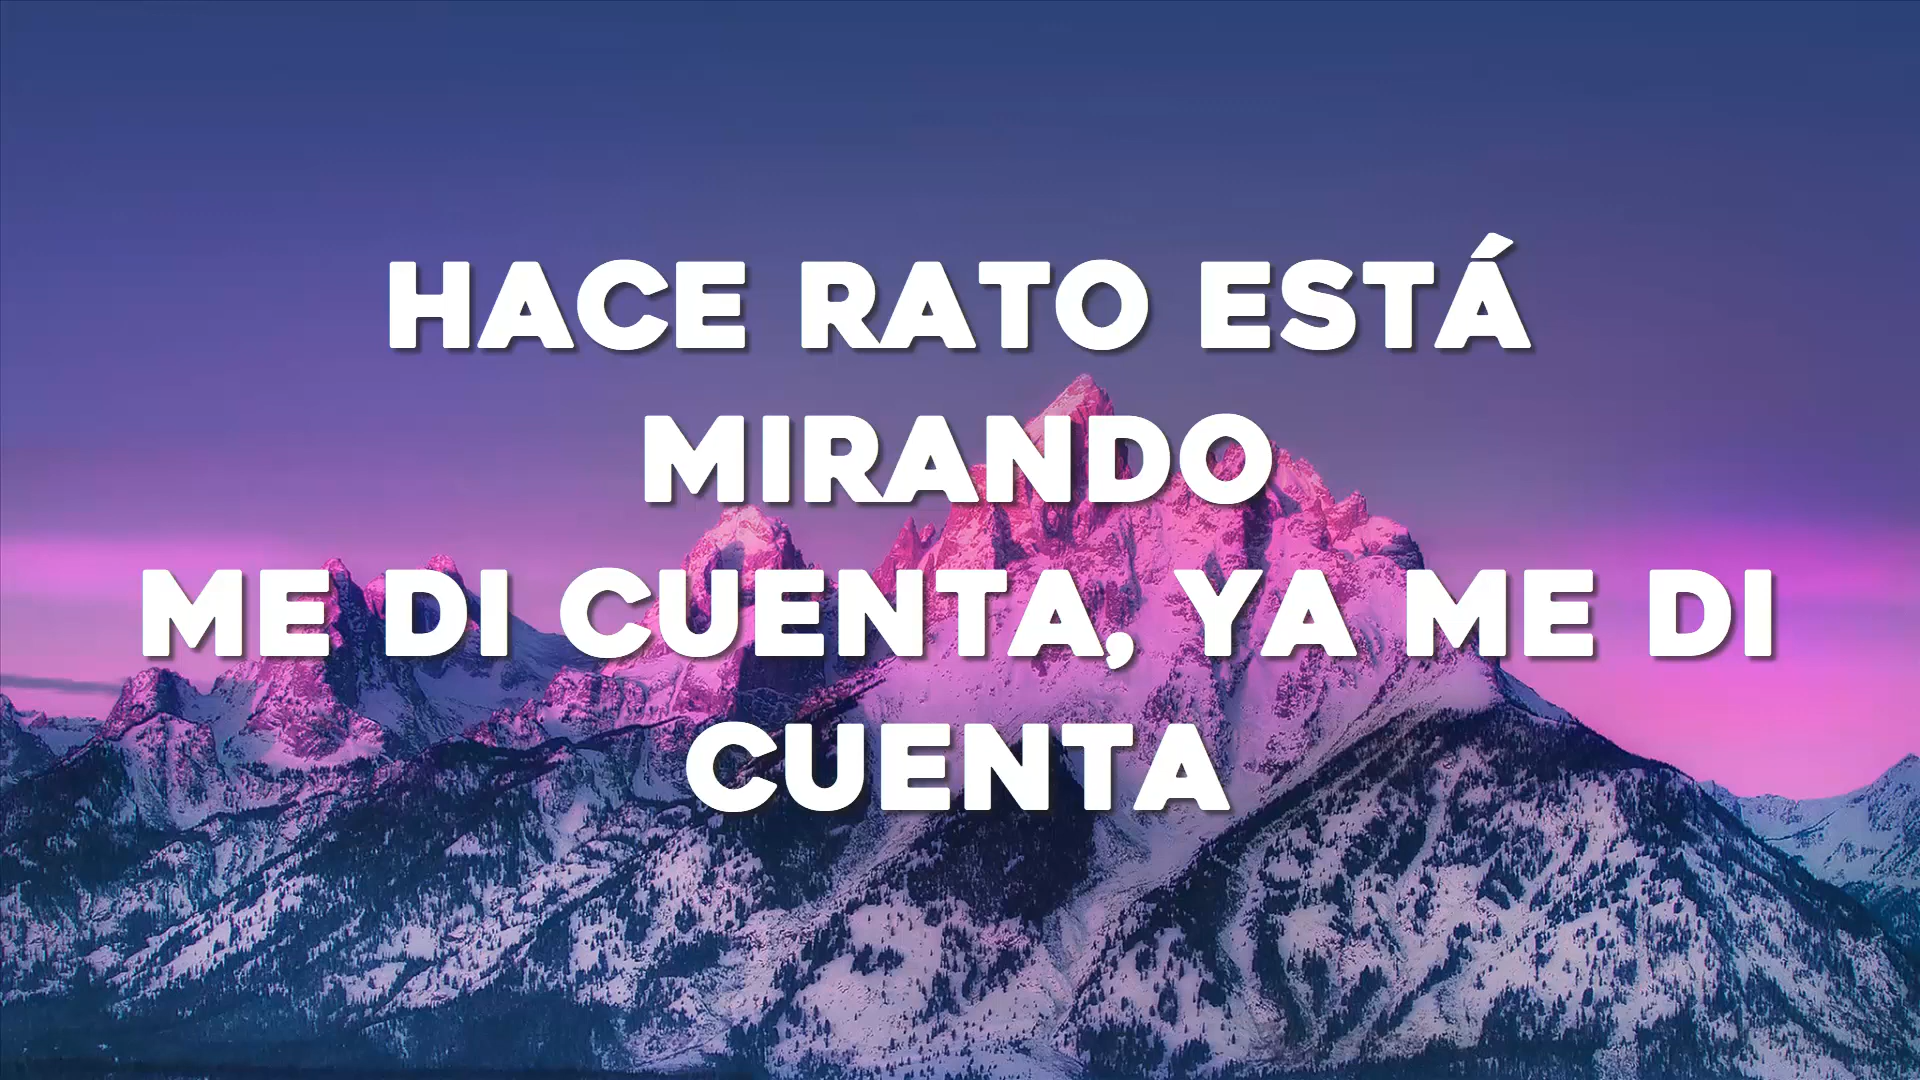 HACE RATO ESTÁ
MIRANDO
ME DI CUENTA, YA ME DI
CUENTA